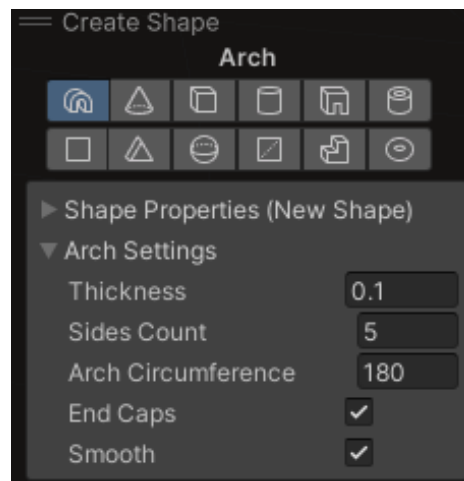 Create Shape
Arch
Shape Properties (New Shape)
Arch Settings
Thickness 0.1
Sides Count 5
Arch Circumference 180
End Caps
Smooth